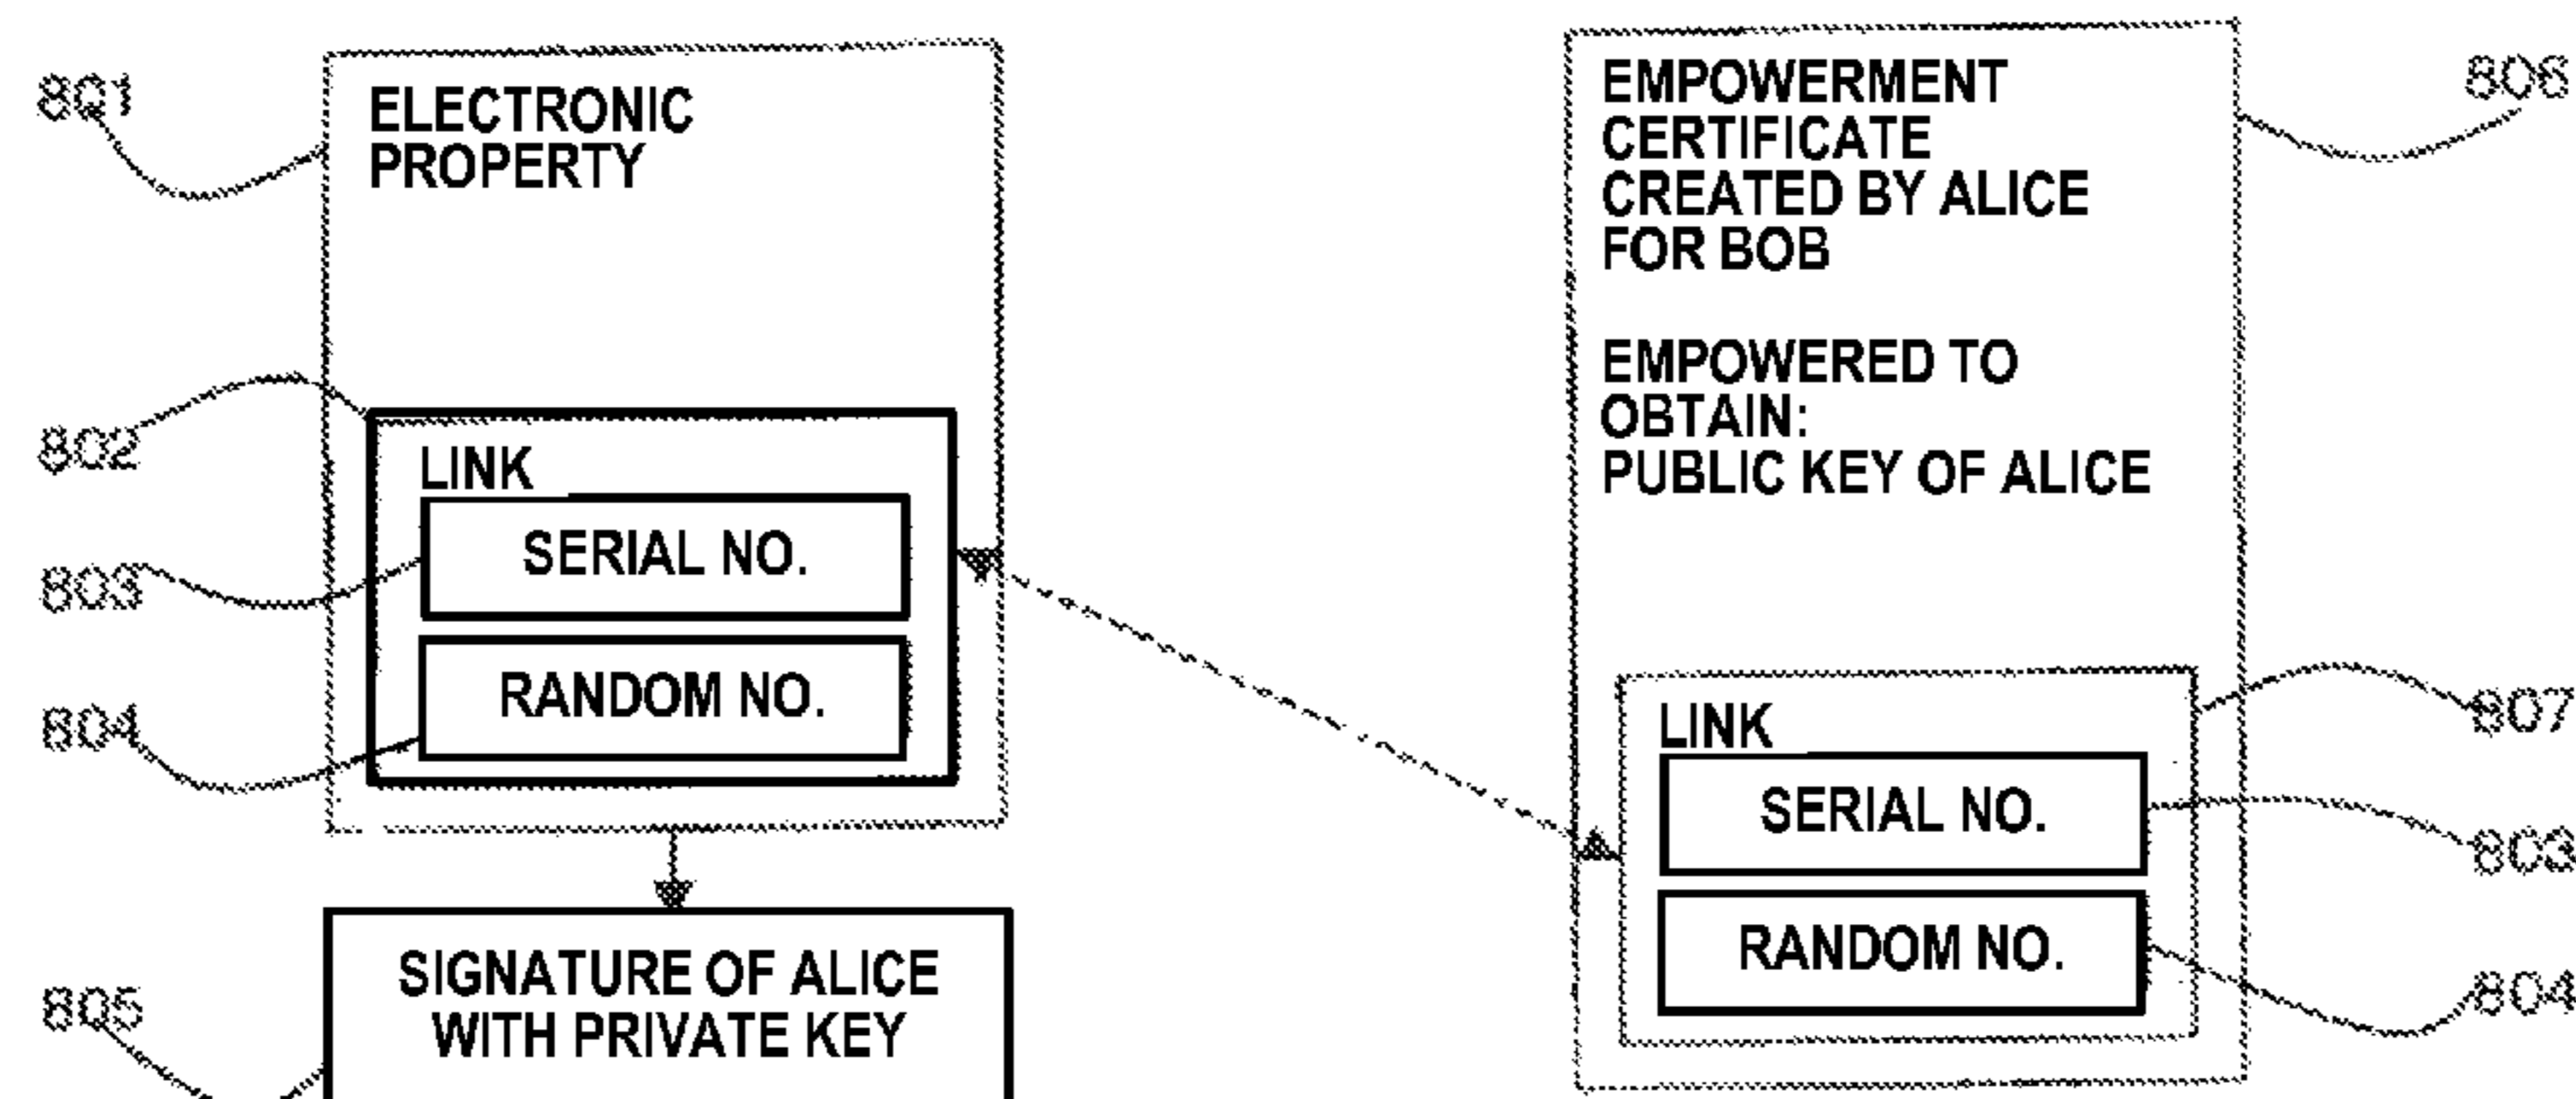 801
ELECTRONIC
PROPERTY
802
LINK
803
SERIAL NO.
804
RANDOM NO.
805
SIGNATURE OF ALICE
WITH PRIVATE KEY
806
EMPOWERMENT
CERTIFICATE
CREATED BY ALICE
FOR BOB
EMPOWERED TO
OBTAIN:
PUBLIC KEY OF ALICE
LINK
807
SERIAL NO.
803
RANDOM NO.
804